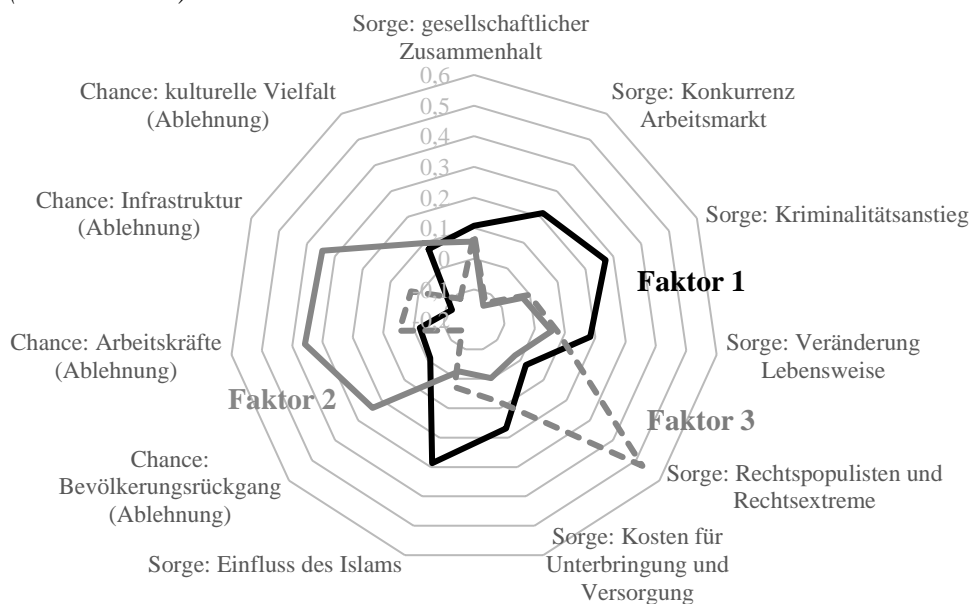 Sorge: gesellschaftlicher
Zusammenhalt
Chance: kulturelle Vielfalt
(Ablehnung)
Sorge: Konkurrenz
Arbeitsmarkt
0,6
0,5
0,4
0,3
0,2
0,1
0
Chance: Infrastruktur
(Ablehnung)
Sorge: Kriminalitätsanstieg
Faktor 1
Chance: Arbeitskräfte
(Ablehnung)
Sorge: Veränderung
Lebensweise
Faktor 2
Faktor 3
Chance:
Bevölkerungsrückgang
(Ablehnung)
Sorge: Rechtspopulisten und
Rechtsextreme
Sorge: Einfluss des Islams
Sorge: Kosten für
Unterbringung und
Versorgung